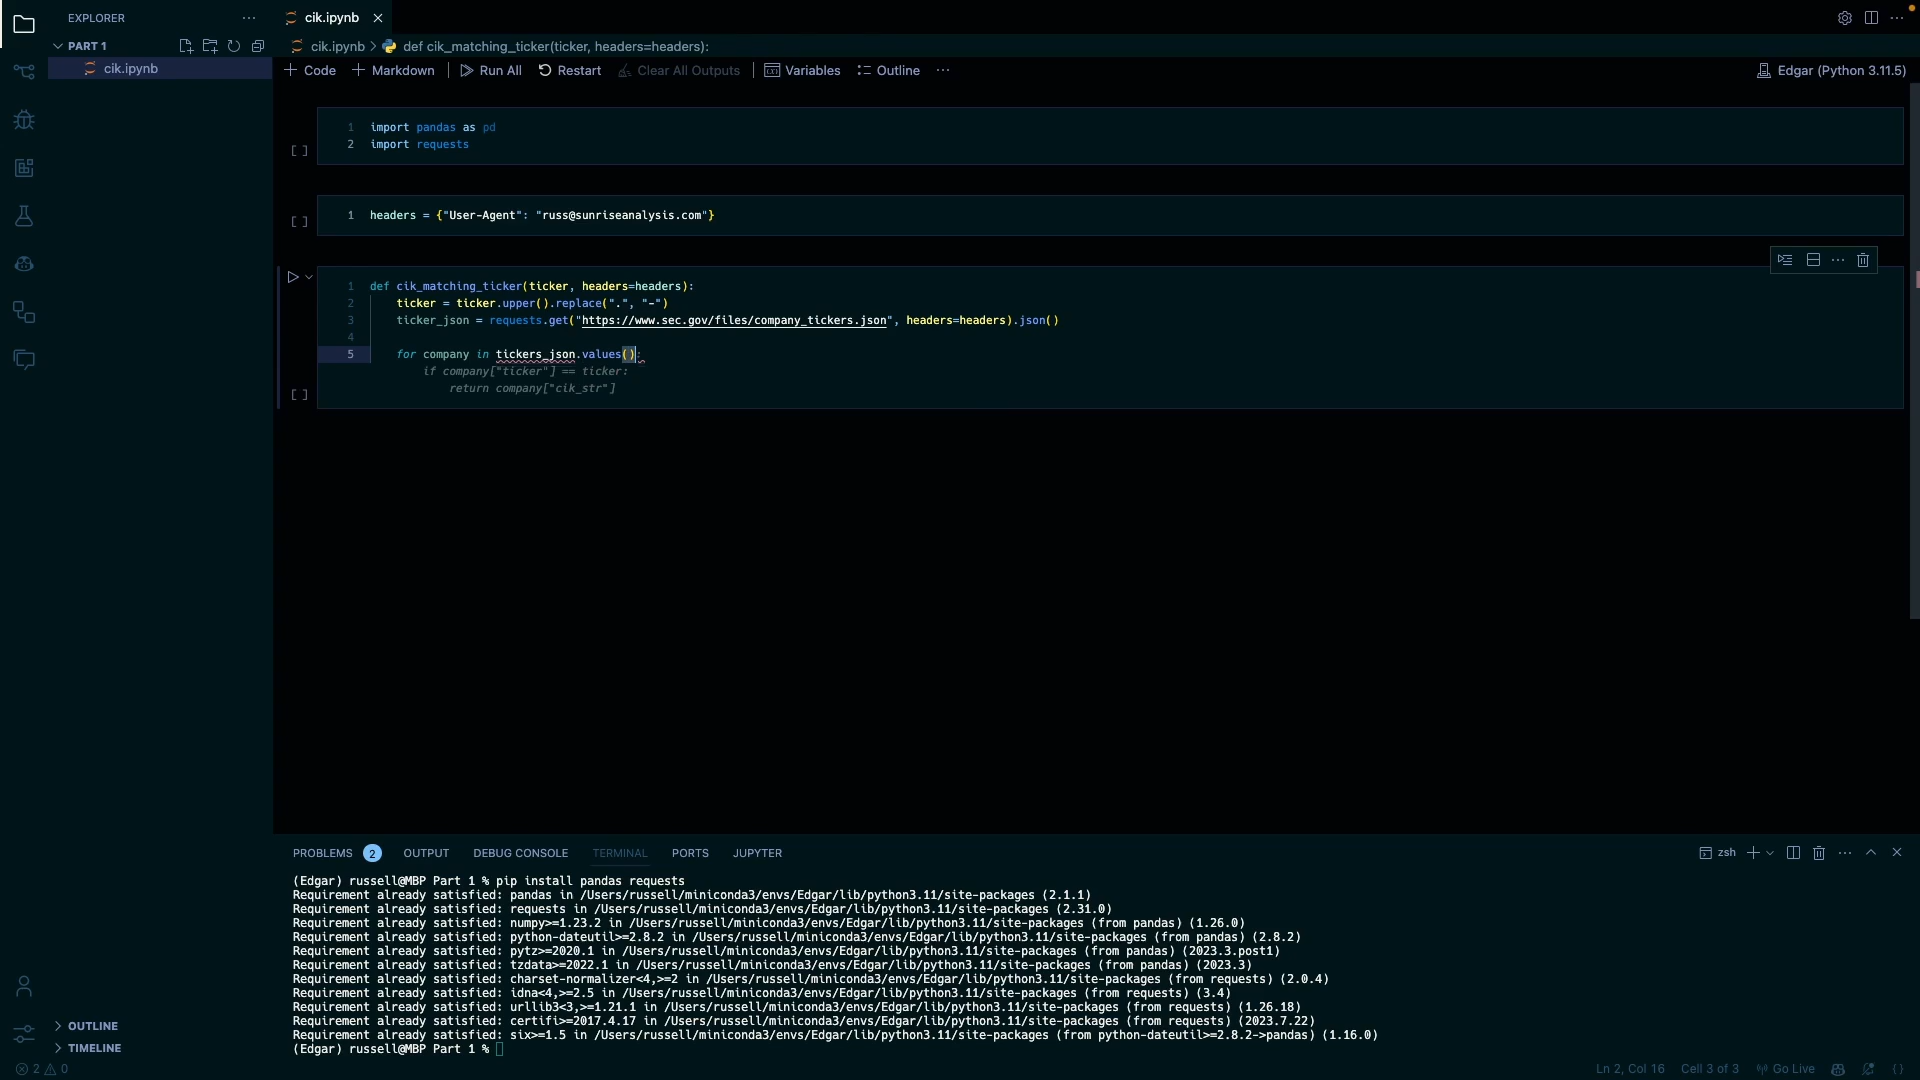 EXPLORER
PART 1
cik.ipynb
OUTLINE
TIMELINE
2 0
cik.ipynb
cik.ipynb > def cik_matching_ticker(ticker, headers=headers):
Code Markdown Run All Restart Clear All Outputs Variables Outline
Edgar (Python 3.11.5)
[ ]
1 import pandas as pd
2 import requests
[ ]
1 headers = {"User-Agent": "russ@sunriseanalysis.com"}
[ ]
1 def cik_matching_ticker(ticker, headers=headers):
2 ticker = ticker.upper().replace(".", "-")
3 ticker_json = requests.get("https://www.sec.gov/files/company_tickers.json", headers=headers).json()
4
5 for company in tickers_json.values():
if company["ticker"] == ticker:
return company["cik_str"]
PROBLEMS 2 OUTPUT DEBUG CONSOLE TERMINAL PORTS JUPYTER
zsh
(Edgar) russell@MBP Part 1 % pip install pandas requests
Requirement already satisfied: pandas in /Users/russell/miniconda3/envs/Edgar/lib/python3.11/site-packages (2.1.1)
Requirement already satisfied: requests in /Users/russell/miniconda3/envs/Edgar/lib/python3.11/site-packages (2.31.0)
Requirement already satisfied: numpy>=1.23.2 in /Users/russell/miniconda3/envs/Edgar/lib/python3.11/site-packages (from pandas) (1.26.0)
Requirement already satisfied: python-dateutil>=2.8.2 in /Users/russell/miniconda3/envs/Edgar/lib/python3.11/site-packages (from pandas) (2.8.2)
Requirement already satisfied: pytz>=2020.1 in /Users/russell/miniconda3/envs/Edgar/lib/python3.11/site-packages (from pandas) (2023.3.post1)
Requirement already satisfied: tzdata>=2022.1 in /Users/russell/miniconda3/envs/Edgar/lib/python3.11/site-packages (from pandas) (2023.3)
Requirement already satisfied: charset-normalizer<4,>=2 in /Users/russell/miniconda3/envs/Edgar/lib/python3.11/site-packages (from requests) (2.0.4)
Requirement already satisfied: idna<4,>=2.5 in /Users/russell/miniconda3/envs/Edgar/lib/python3.11/site-packages (from requests) (3.4)
Requirement already satisfied: urllib3<3,>=1.21.1 in /Users/russell/miniconda3/envs/Edgar/lib/python3.11/site-packages (from requests) (1.26.18)
Requirement already satisfied: certifi>=2017.4.17 in /Users/russell/miniconda3/envs/Edgar/lib/python3.11/site-packages (from requests) (2023.7.22)
Requirement already satisfied: six>=1.5 in /Users/russell/miniconda3/envs/Edgar/lib/python3.11/site-packages (from python-dateutil>=2.8.2->pandas) (1.16.0)
(Edgar) russell@MBP Part 1 %
Ln 2, Col 16 Cell 3 of 3 Go Live